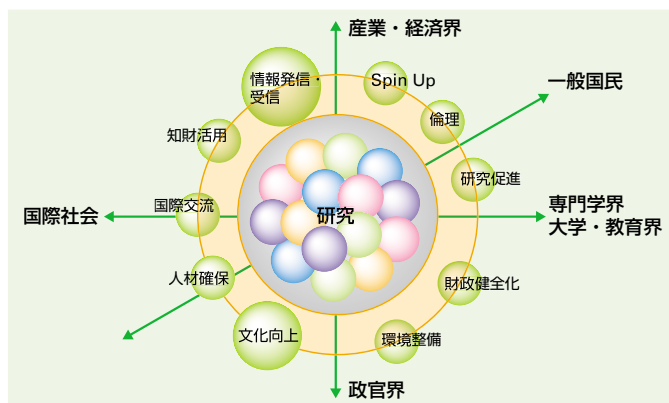 産業・経済界
情報発信・
受信
Spin Up
一般国民
倫理
知財活用
研究促進
国際交流
国際社会
研究
専門学界
大学・教育界
人材確保
財政健全化
文化向上
環境整備
政官界